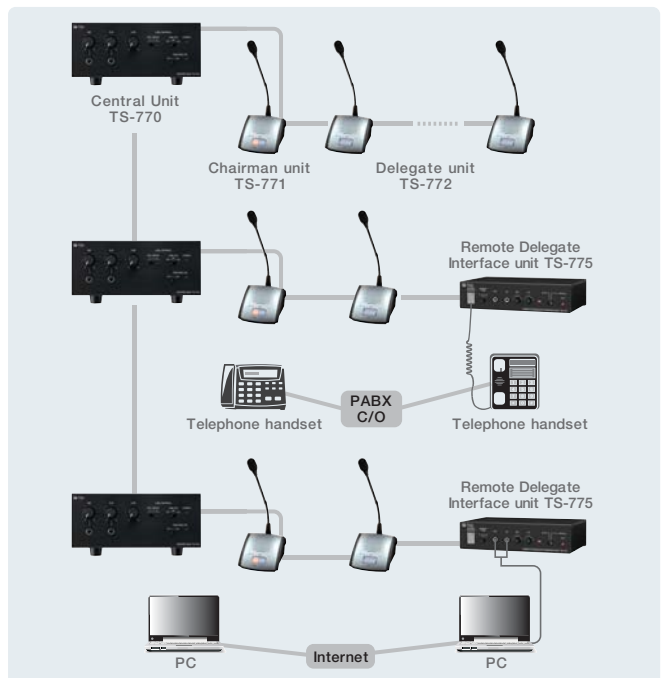 Central Unit
TS-770
Chairman unit
TS-771
Delegate unit
TS-772
Remote Delegate
Interface unit TS-775
PABX
C/O
Telephone handset
Telephone handset
Remote Delegate
Interface unit TS-775
Internet
PC
PC